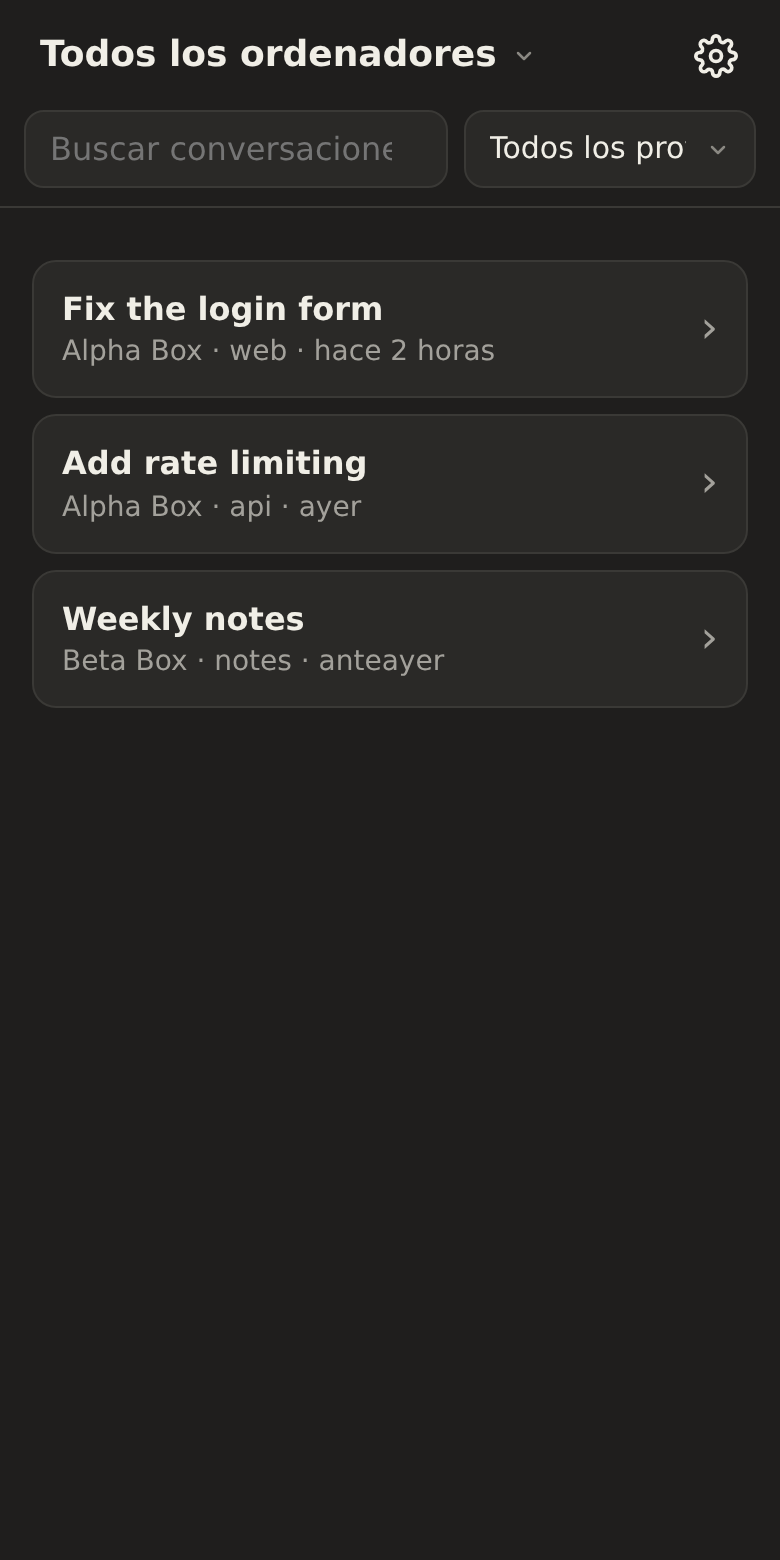 Todos los ordenadores
Buscar conversacione
Todos los pro
Fix the login form
Alpha Box · web · hace 2 horas
Add rate limiting
Alpha Box · api · ayer
Weekly notes
Beta Box · notes · anteayer